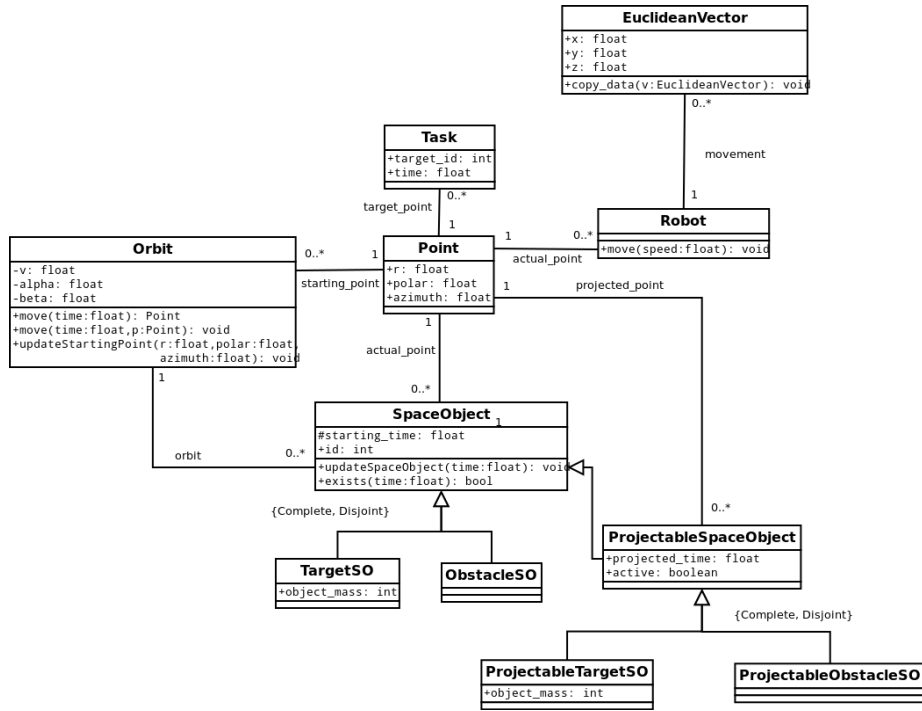 EuclideanVector
+x: float
+y: float
+z: float
+copy_data(v:EuclideanVector): void
0..*
movement
1
Task
+target_id: int
+time: float
0..*
target_point
1
Robot
+move(speed:float): void
0..*
1
actual_point
Orbit
-v: float
-alpha: float
-beta: float
+move(time:float): Point
+move(time:float,p:Point): void
+updateStartingPoint(r:float,polar:float,
azimuth:float): void
0..*
1
starting_point
Point
+r: float
+polar: float
+azimuth: float
1
projected_point
1
actual_point
0..*
1
orbit
0..*
SpaceObject
1
#starting_time: float
+id: int
+updateSpaceObject(time:float): void
+exists(time:float): bool
{Complete, Disjoint}
0..*
TargetSO
+object_mass: int
ObstacleSO
ProjectableSpaceObject
+projected_time: float
+active: boolean
{Complete, Disjoint}
ProjectableTargetSO
+object_mass: int
ProjectableObstacleSO